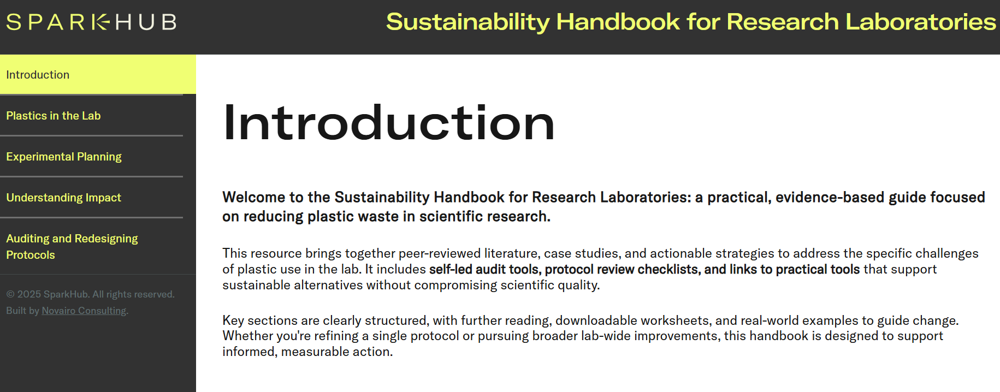 SPARKHUB
Sustainability Handbook for Research Laboratories
Introduction
Plastics in the Lab
Experimental Planning
Understanding Impact
Auditing and Redesigning
Protocols
© 2025 SparkHub. All rights reserved.
Built by Novairo Consulting.
Introduction
Welcome to the Sustainability Handbook for Research Laboratories: a practical, evidence-based guide focused
on reducing plastic waste in scientific research.
This resource brings together peer-reviewed literature, case studies, and actionable strategies to address the specific challenges
of plastic use in the lab. It includes self-led audit tools, protocol review checklists, and links to practical tools that support
sustainable alternatives without compromising scientific quality.
Key sections are clearly structured, with further reading, downloadable worksheets, and real-world examples to guide change.
Whether you're refining a single protocol or pursuing broader lab-wide improvements, this handbook is designed to support
informed, measurable action.